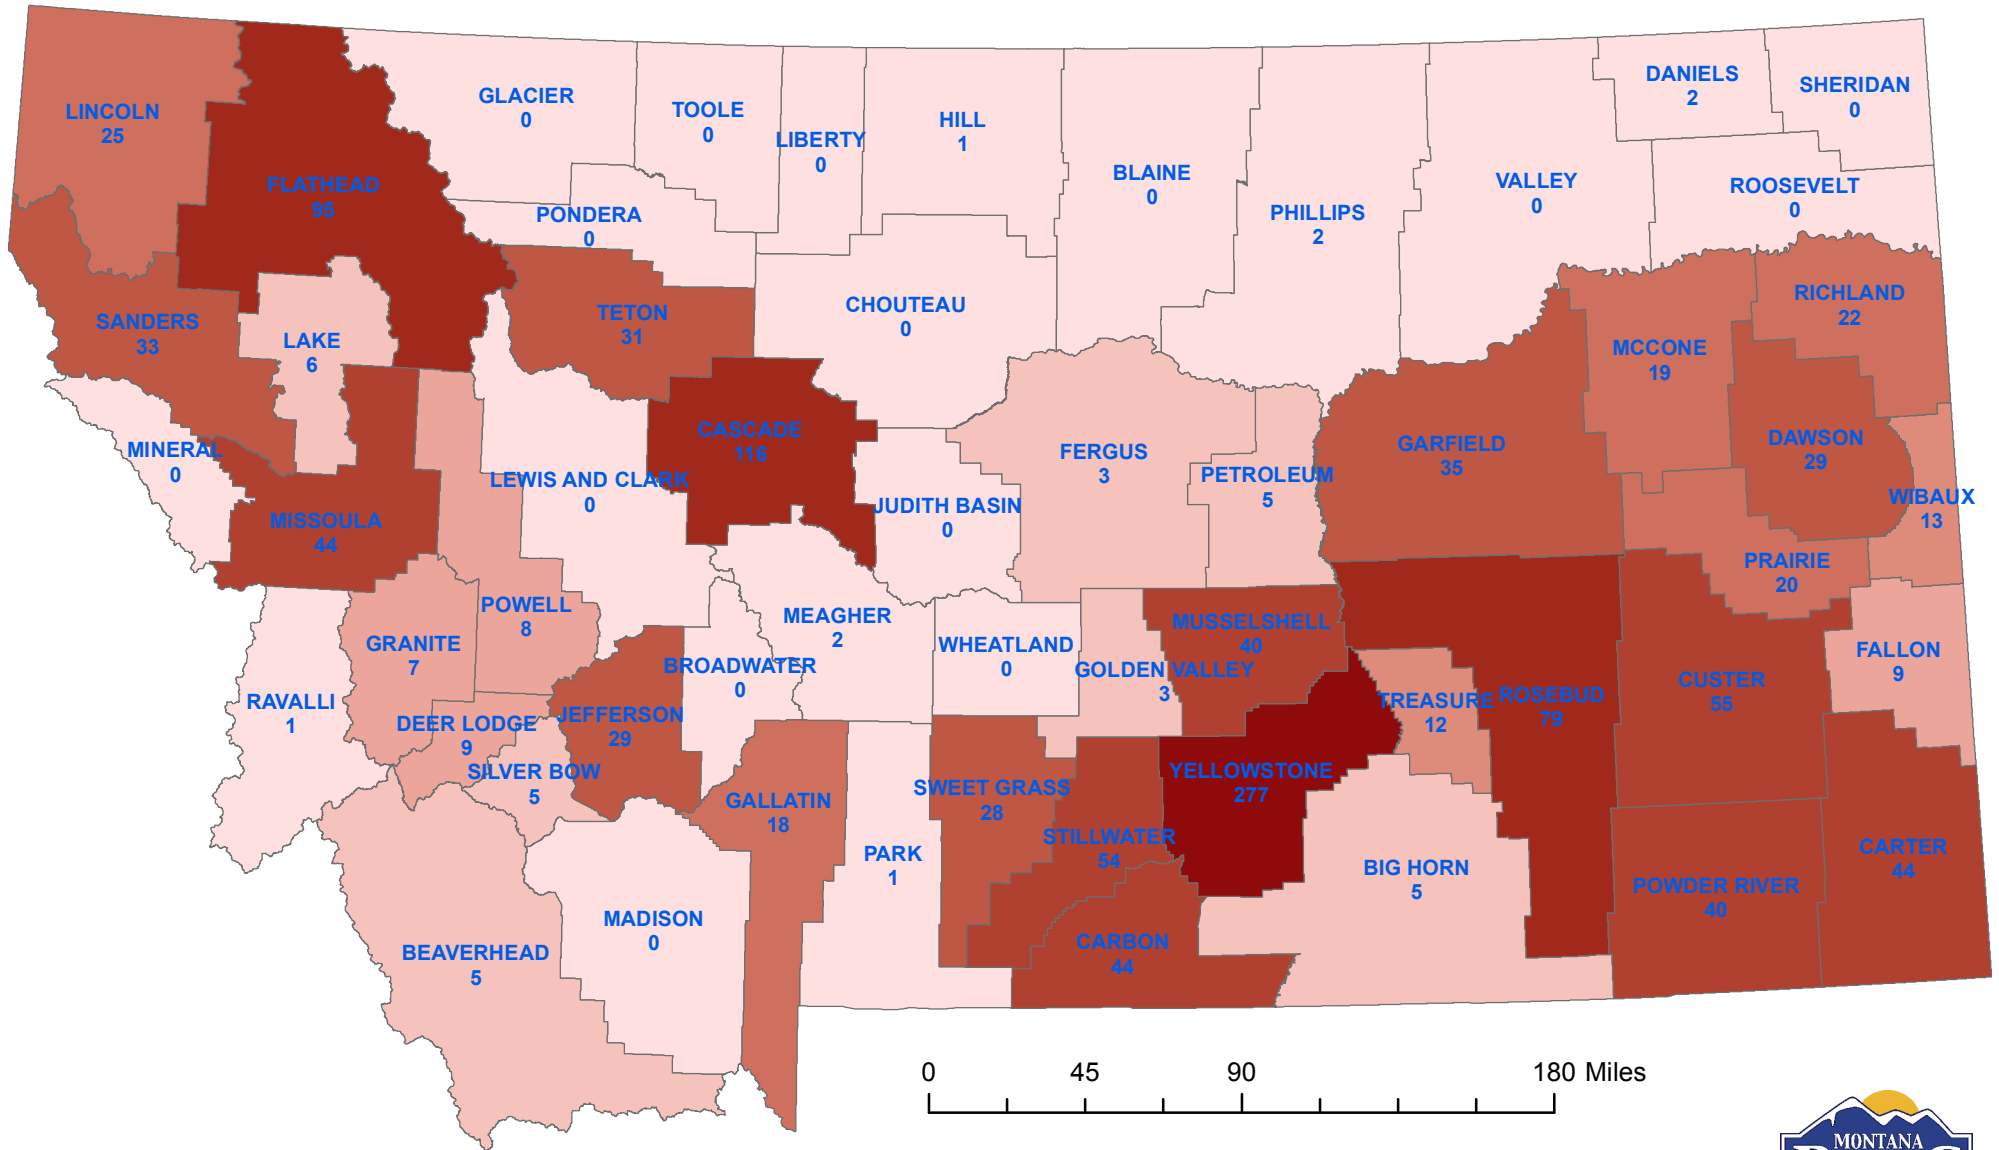 LINCOLN
25
FLATHEAD
95
GLACIER
0
TOOLE
0
LIBERTY
0
HILL
1
BLAINE
0
PHILLIPS
2
VALLEY
0
DANIELS
2
SHERIDAN
0
ROOSEVELT
0
PONDERA
0
SANDERS
33
LAKE
6
TETON
31
CHOUTEAU
0
RICHLAND
22
MCCONE
19
MINERAL
0
MISSOULA
44
LEWIS AND CLARK
0
CASCADE
116
JUDITH BASIN
0
FERGUS
3
PETROLEUM
5
GARFIELD
35
DAWSON
29
WIBAUX
13
PRAIRIE
20
POWELL
8
GRANITE
7
RAVALLI
1
DEER LODGE
9
SILVER BOW
5
JEFFERSON
29
BROADWATER
0
MEAGHER
2
WHEATLAND
0
GOLDEN VALLEY
3
MUSSELSHELL
40
TREASURE
12
ROSEBUD
79
CUSTER
55
FALLON
9
GALLATIN
18
PARK
1
SWEET GRASS
28
STILLWATER
54
YELLOWSTONE
277
BIG HORN
5
POWDER RIVER
40
CARTER
44
CARBON
44
BEAVERHEAD
5
MADISON
0
0 45 90 180 Miles
MONTANA